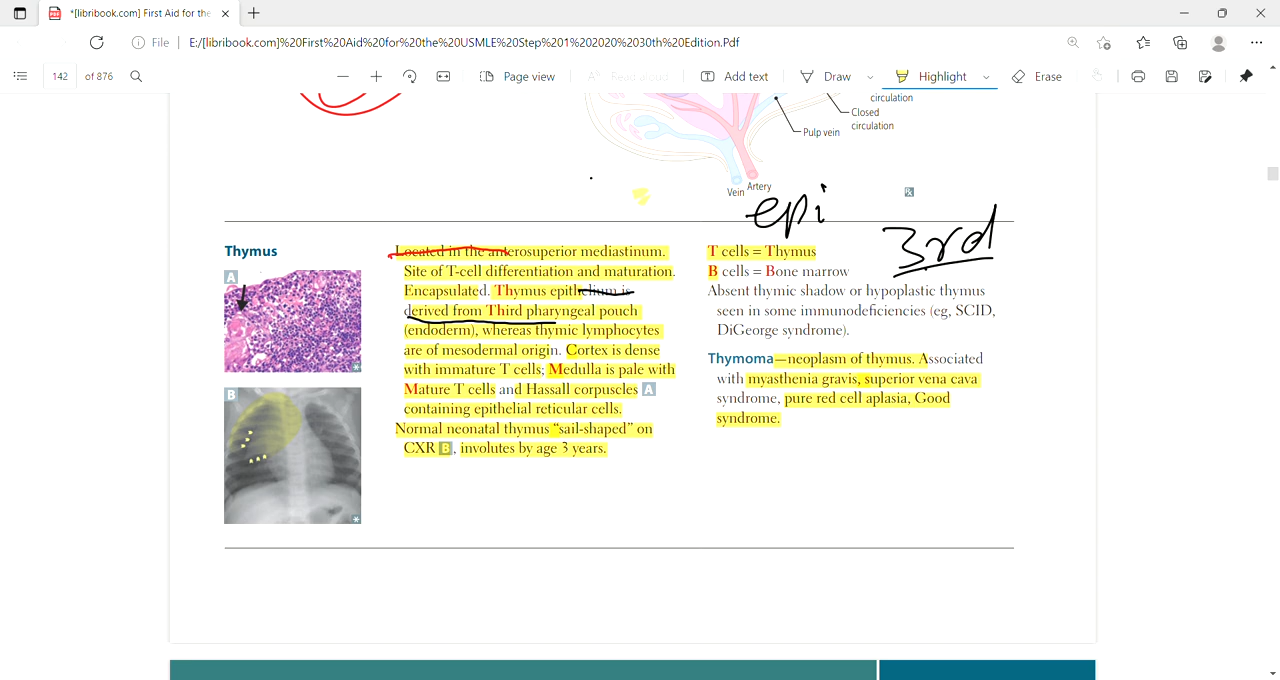 *[libribook.com] First Aid for the
File E:/[libribook.com]%20First%20Aid%20for%20the%20USMLE%20Step%201%202020%2030th%20Edition.Pdf
142 of 876
Page view
Read aloud
Add text
Draw
Highlight
Erase
circulation
Closed
circulation
Pulp vein
Vein Artery
epi
3rd
Thymus
A
B
Located in the anterosuperior mediastinum.
Site of T-cell differentiation and maturation.
Encapsulated. Thymus epithelium is
derived from Third pharyngeal pouch
(endoderm), whereas thymic lymphocytes
are of mesodermal origin. Cortex is dense
with immature T cells; Medulla is pale with
Mature T cells and Hassall corpuscles A
containing epithelial reticular cells.
Normal neonatal thymus “sail-shaped” on
CXR B, involutes by age 3 years.
T cells = Thymus
B cells = Bone marrow
Absent thymic shadow or hypoplastic thymus
seen in some immunodeficiencies (eg, SCID,
DiGeorge syndrome).
Thymoma—neoplasm of thymus. Associated
with myasthenia gravis, superior vena cava
syndrome, pure red cell aplasia, Good
syndrome.